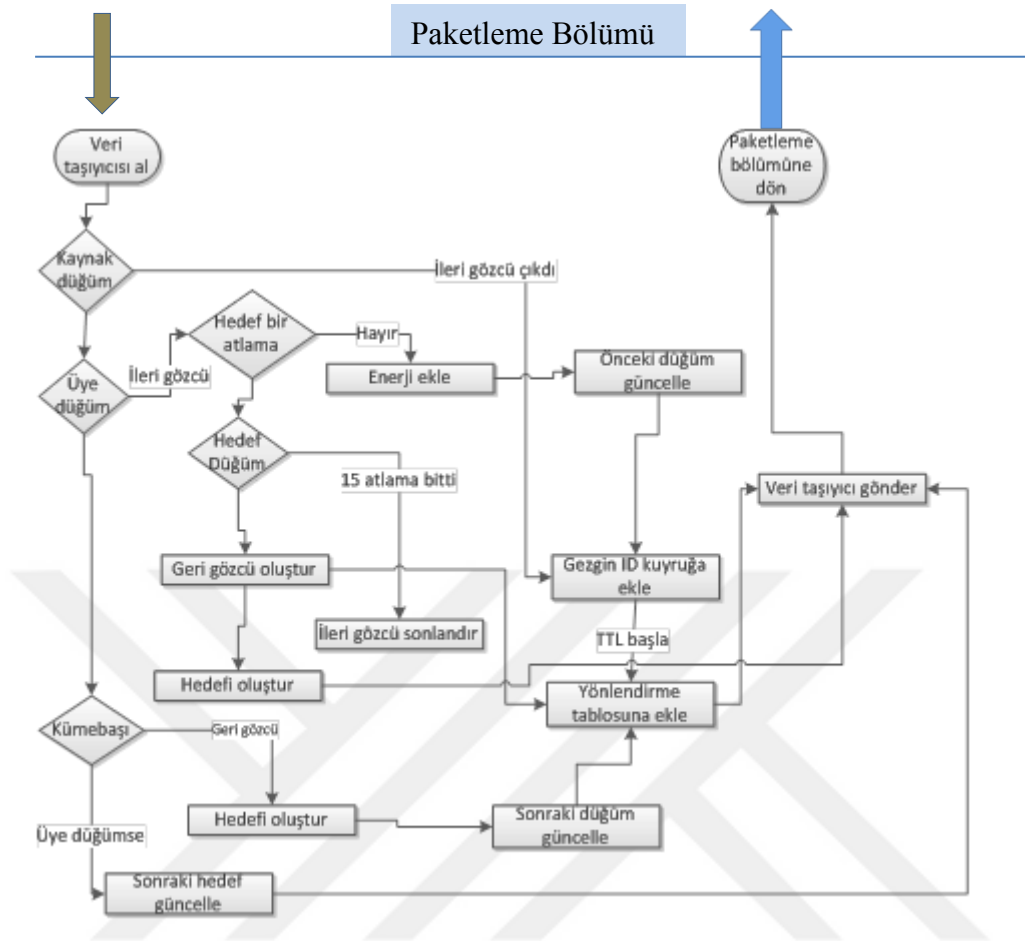 Paketleme Bölümü
Veri
taşıyıcısı al
Paketleme
bölümüne
dön
Kaynak
düğüm
İleri gözcü çıkdı
Hedef bir
atlama
Hayır
Enerji ekle
Önceki düğüm
güncelle
Üye
düğüm
İleri gözcü
Hedef
Düğüm
15 atlama bitti
Veri taşıyıcı gönder
Geri gözcü oluştur
Gezgin ID kuyruğa
ekle
İleri gözcü sonlandır
TTL başla
Hedefi oluştur
Yönlendirme
tablosuna ekle
Kümebaşı
Geri gözcü
Hedefi oluştur
Sonraki düğüm
güncelle
Üye düğümse
Sonraki hedef
güncelle